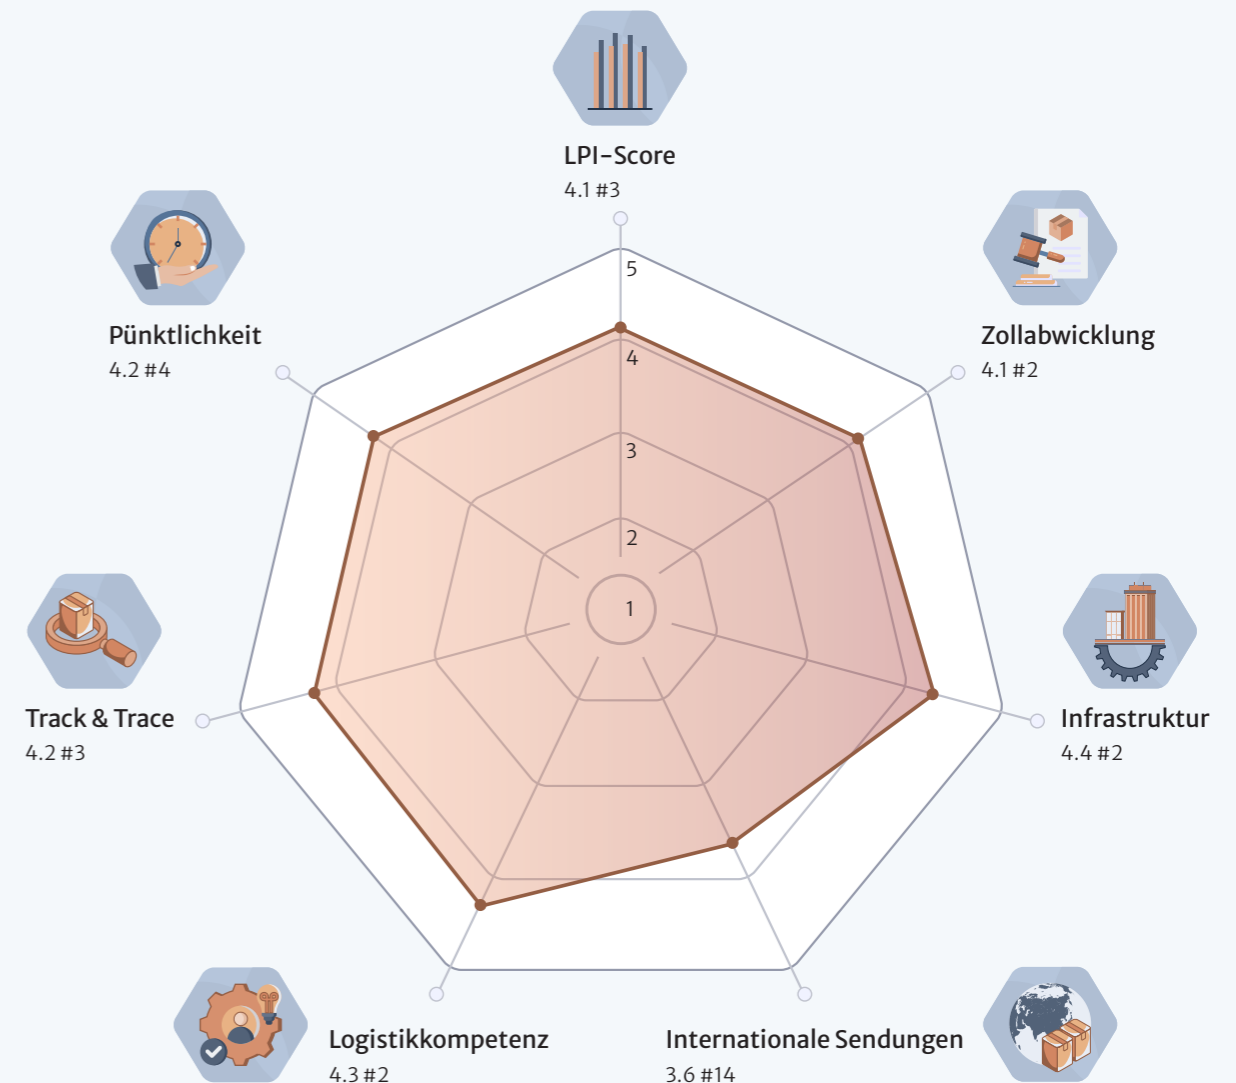 LPI-Score
4.1 #3
Pünktlichkeit
4.2 #4
Zollabwicklung
4.1 #2
5
4
3
2
1
Track & Trace
4.2 #3
Infrastruktur
4.4 #2
Logistikkompetenz
4.3 #2
Internationale Sendungen
3.6 #14